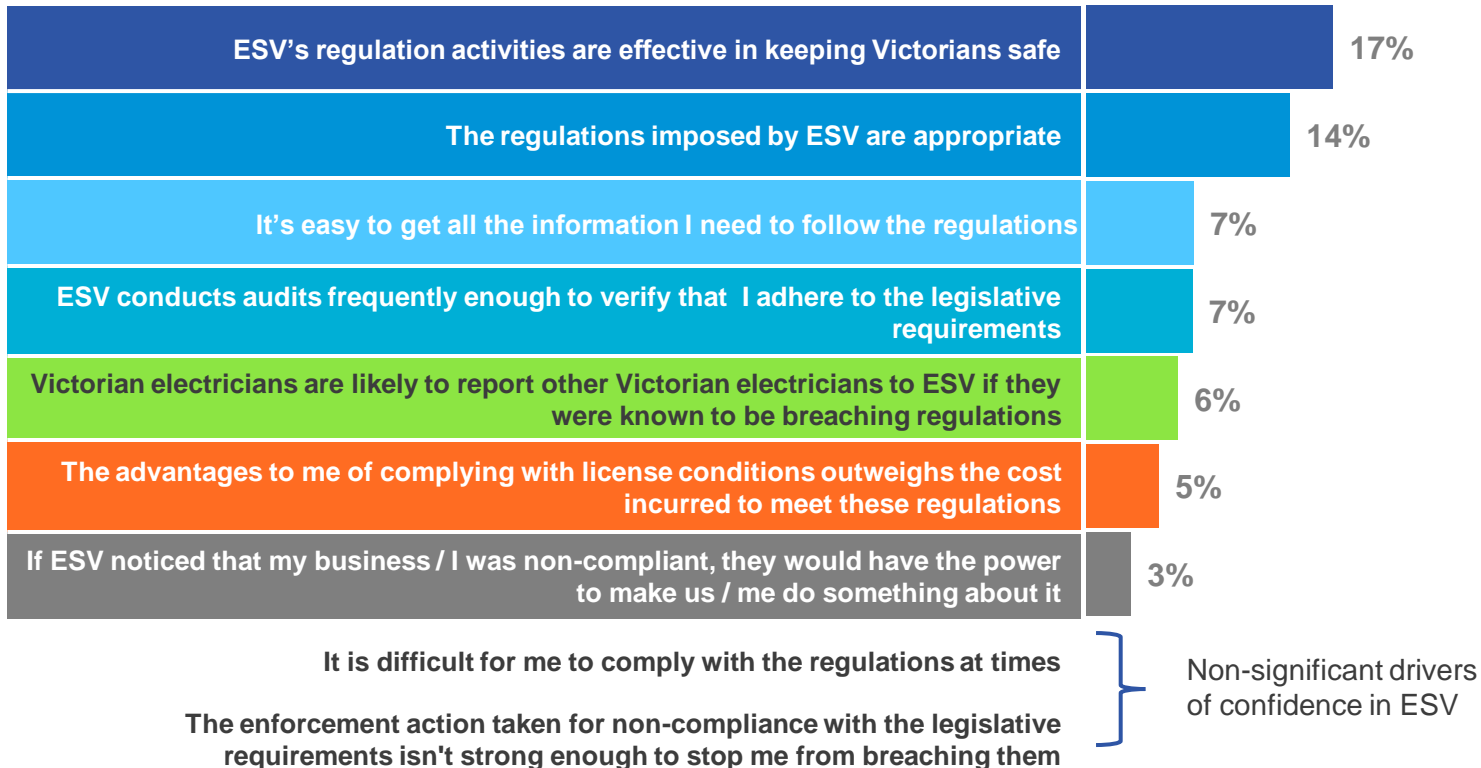 ESV’s regulation activities are effective in keeping Victorians safe
17%
The regulations imposed by ESV are appropriate
14%
It’s easy to get all the information I need to follow the regulations
7%
ESV conducts audits frequently enough to verify that I adhere to the legislative
requirements
7%
Victorian electricians are likely to report other Victorian electricians to ESV if they
were known to be breaching regulations
6%
The advantages to me of complying with license conditions outweighs the cost
incurred to meet these regulations
5%
If ESV noticed that my business / I was non-compliant, they would have the power
to make us / me do something about it
3%
It is difficult for me to comply with the regulations at times
The enforcement action taken for non-compliance with the legislative
requirements isn't strong enough to stop me from breaching them
Non-significant drivers
of confidence in ESV